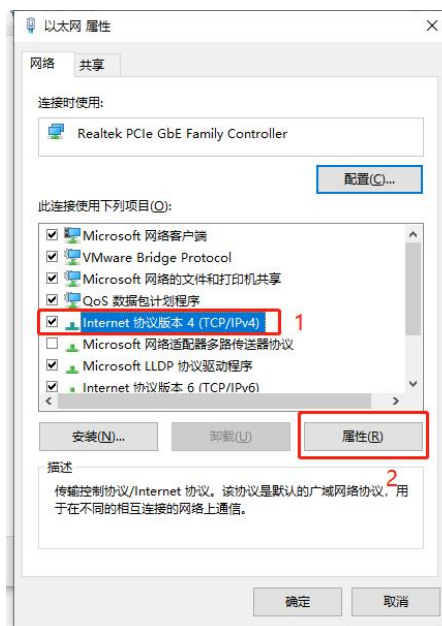 以太网 属性
网络 共享
连接时使用:
Realtek PCIe GbE Family Controller
配置(C)...
此连接使用下列项目(O):
Microsoft 网络客户端
VMware Bridge Protocol
Microsoft 网络的文件和打印机共享
QoS 数据包计划程序
Internet 协议版本 4 (TCP/IPv4) 1
Microsoft 网络适配器多路传送器协议
Microsoft LLDP 协议驱动程序
Internet 协议版本 6 (TCP/IPv6)
安装(N)... 卸载(U) 属性(R)
2
描述
传输控制协议/Internet 协议。该协议是默认的广域网络协议，用
于在不同的相互连接的网络上通信。
确定 取消